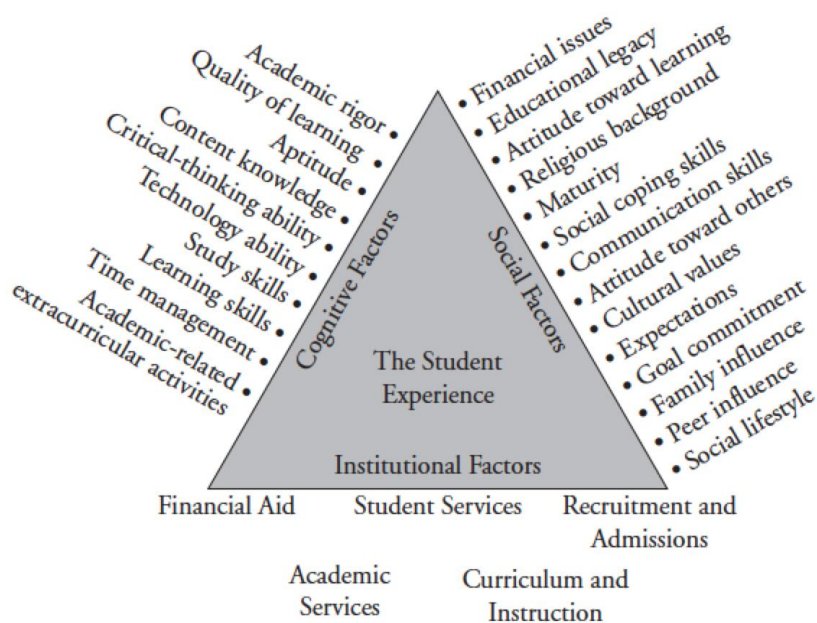 Academic rigor
Quality of learning
Aptitude
Content knowledge
Critical-thinking ability
Technology ability
Study skills
Learning skills
Time management
Academic-related
extracurricular activities
Cognitive Factors
• Financial issues
• Educational legacy
• Attitude toward learning
• Religious background
• Maturity
• Social coping skills
• Communication skills
• Attitude toward others
• Cultural values
• Expectations
• Goal commitment
• Family influence
• Peer influence
• Social lifestyle
Social Factors
The Student
Experience
Institutional Factors
Financial Aid
Student Services
Recruitment and
Admissions
Academic
Services
Curriculum and
Instruction